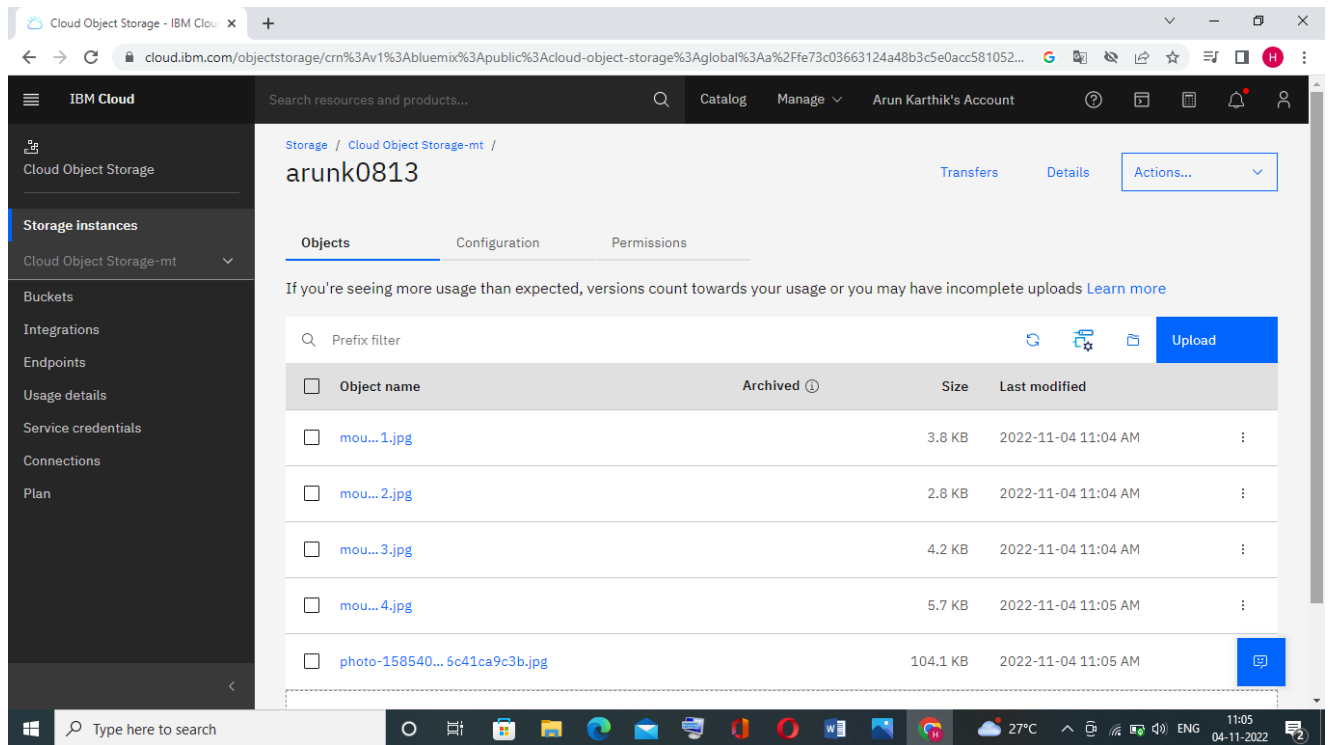 Cloud Object Storage - IBM Clou
cloud.ibm.com/objectstorage/crn%3Av1%3Abluemix%3Apublic%3Acloud-object-storage%3Aglobal%3Aa%2Ffe73c03663124a48b3c5e0acc581052...
H
IBM Cloud
Search resources and products...
Catalog
Manage
Arun Karthik's Account
Cloud Object Storage
Storage instances
Cloud Object Storage-mt
Buckets
Integrations
Endpoints
Usage details
Service credentials
Connections
Plan
Storage / Cloud Object Storage-mt /
arunk0813
Transfers
Details
Actions...
Objects
Configuration
Permissions
If you're seeing more usage than expected, versions count towards your usage or you may have incomplete uploads Learn more
Prefix filter
Upload
Object name Archived Size Last modified
mou... 1.jpg 3.8 KB 2022-11-04 11:04 AM
mou... 2.jpg 2.8 KB 2022-11-04 11:04 AM
mou... 3.jpg 4.2 KB 2022-11-04 11:04 AM
mou... 4.jpg 5.7 KB 2022-11-04 11:05 AM
photo-158540... 6c41ca9c3b.jpg 104.1 KB 2022-11-04 11:05 AM
Type here to search
27°C
ENG
11:05
04-11-2022
2